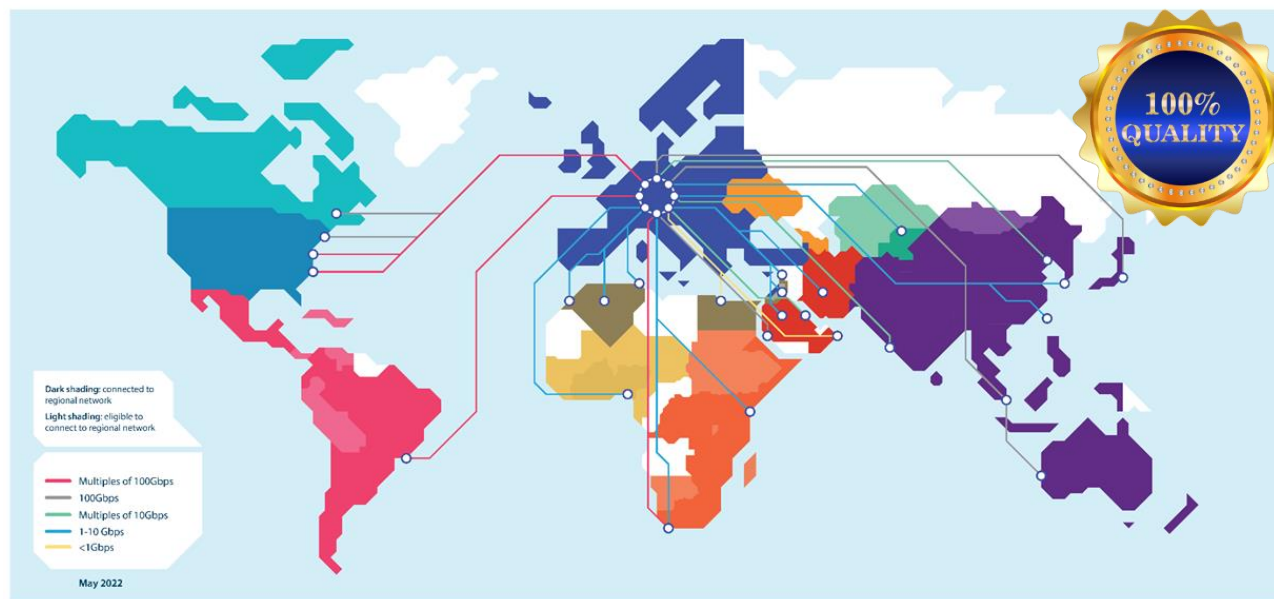 100%
QUALITY
Dark shading: connected to
regional network
Light shading: eligible to
connect to regional network
Multiples of 100Gbps
100Gbps
Multiples of 10Gbps
1-10 Gbps
<1Gbps
May 2022